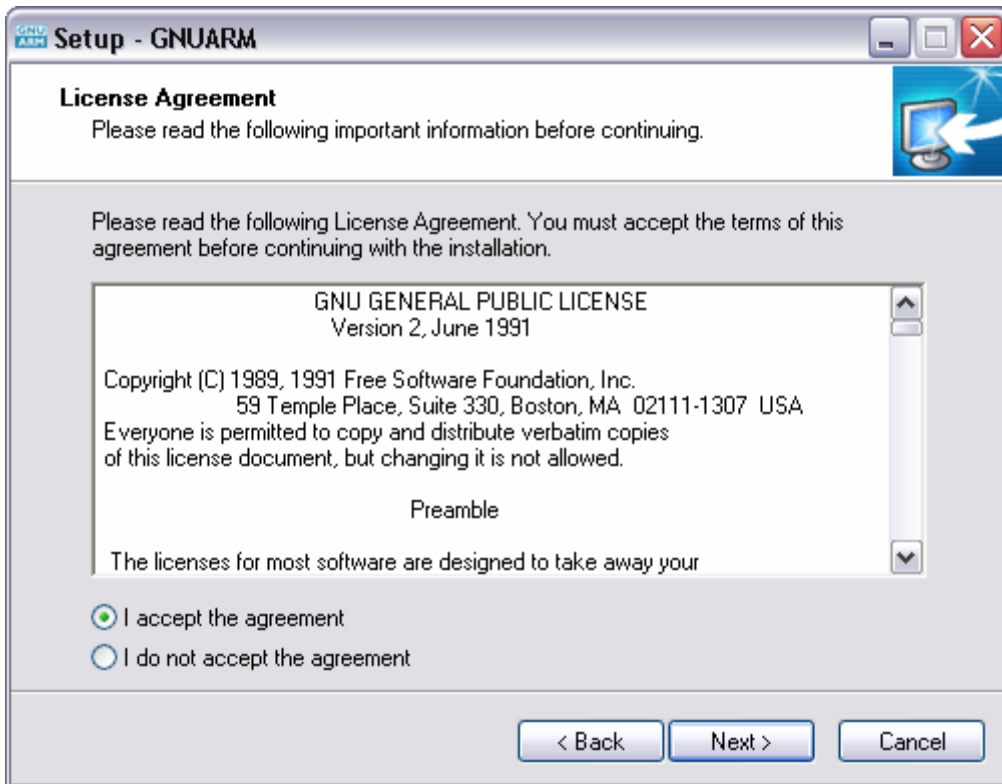 GNU ARM Setup - GNUARM
License Agreement
Please read the following important information before continuing.
Please read the following License Agreement. You must accept the terms of this
agreement before continuing with the installation.
GNU GENERAL PUBLIC LICENSE
Version 2, June 1991
Copyright (C) 1989, 1991 Free Software Foundation, Inc.
59 Temple Place, Suite 330, Boston, MA  02111-1307  USA
Everyone is permitted to copy and distribute verbatim copies
of this license document, but changing it is not allowed.
Preamble
The licenses for most software are designed to take away your
I accept the agreement
I do not accept the agreement
< Back Next > Cancel